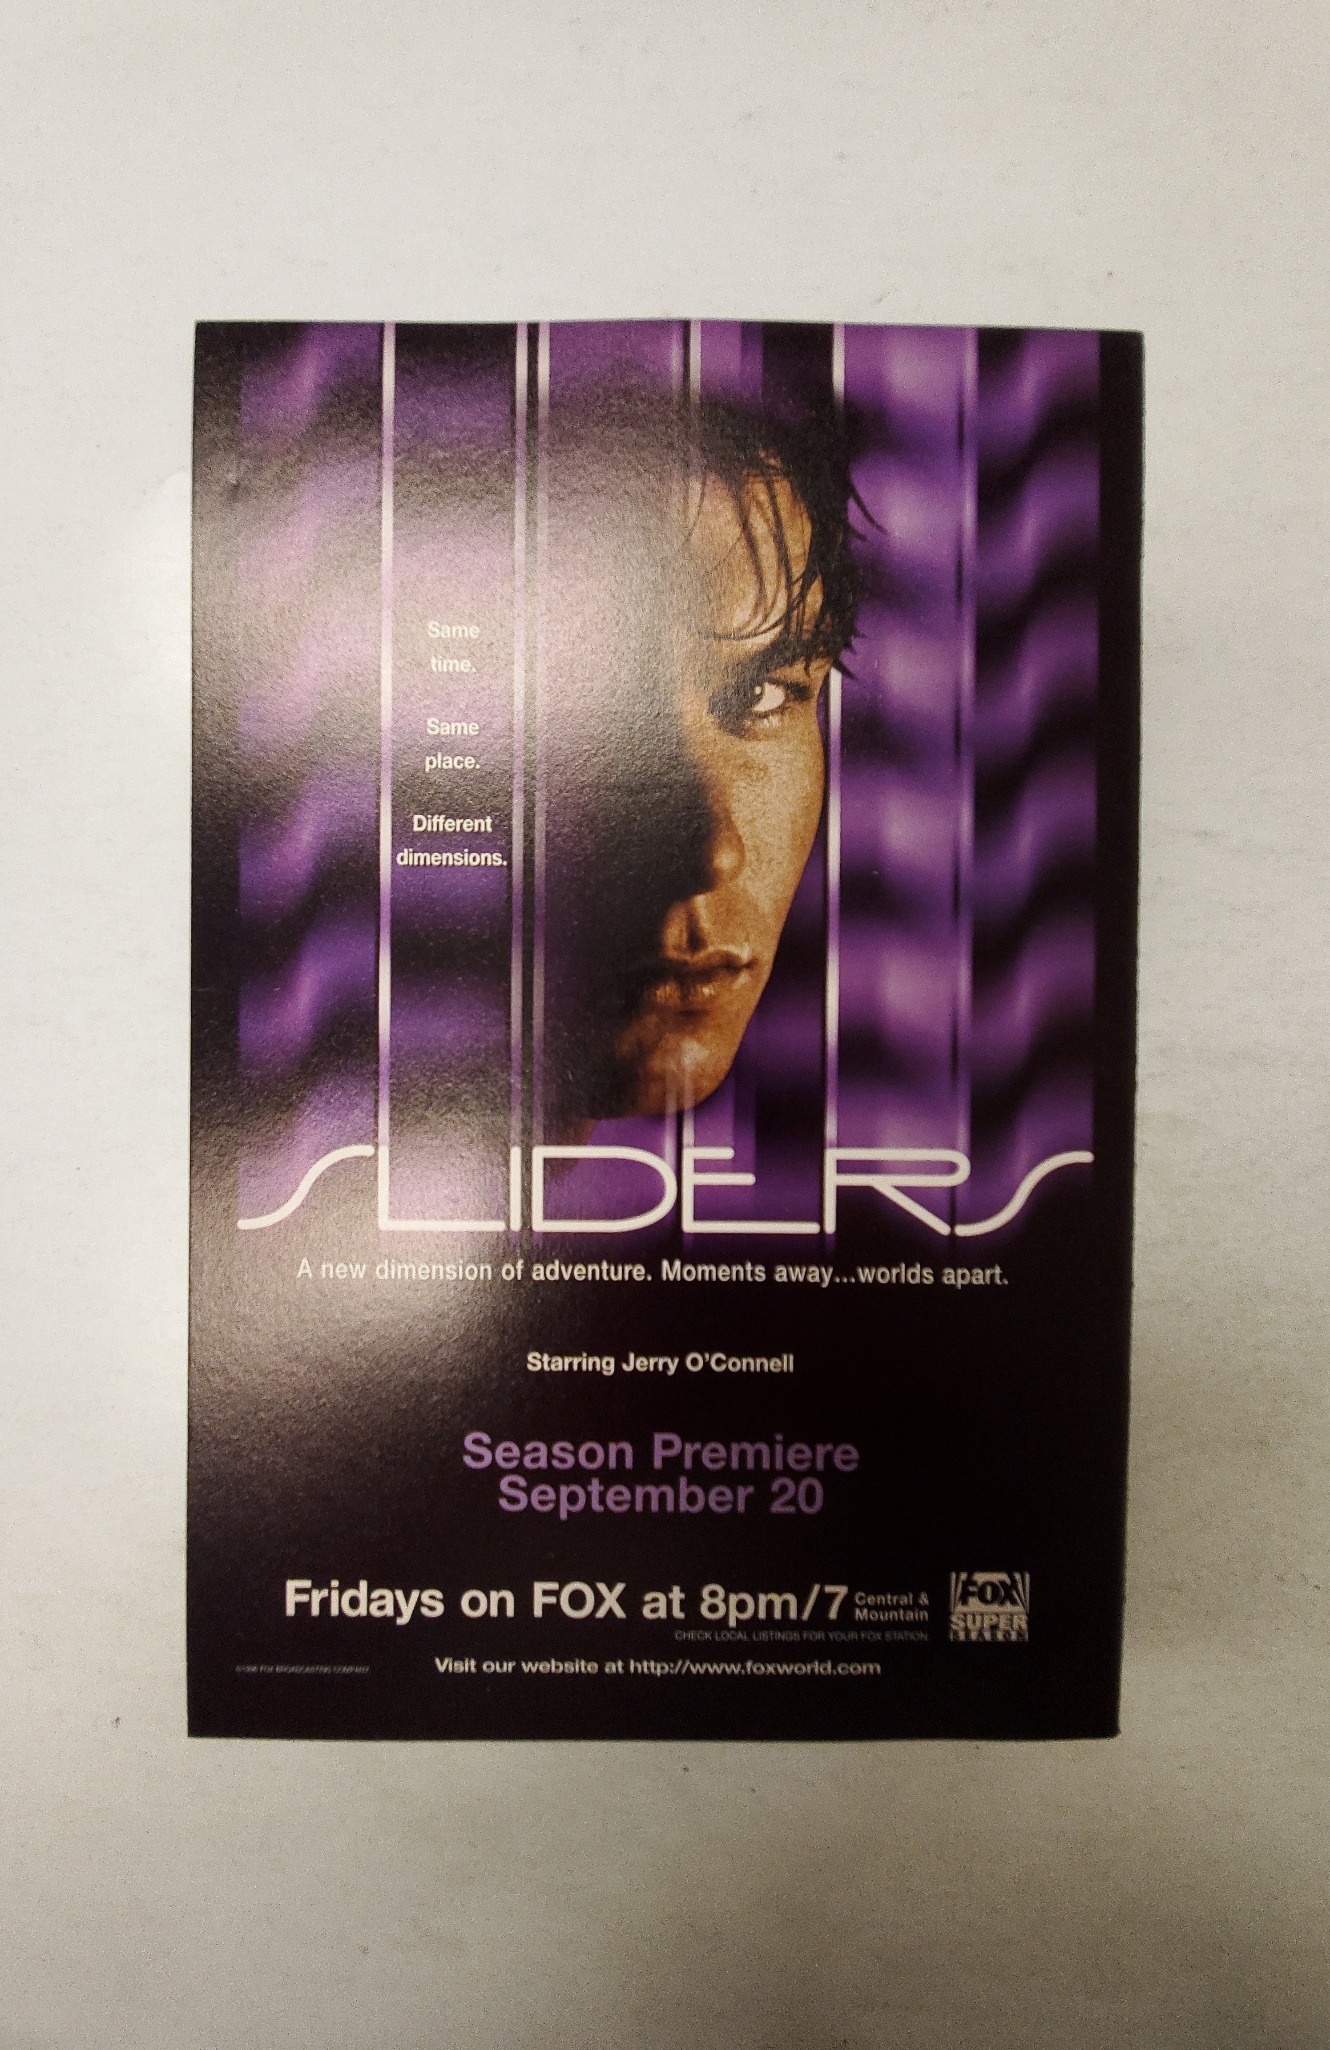 Same
time.
Same
place.
Different
dimensions.
SLIDERS
A new dimension of adventure. Moments away...worlds apart.
Starring Jerry O'Connell
Season Premiere
September 20
Fridays on FOX at 8pm/7 Central &
Mountain
FOX
SUPER
SEASON
CHECK LOCAL LISTINGS FOR YOUR FOX STATION.
Visit our website at http://www.foxworld.com